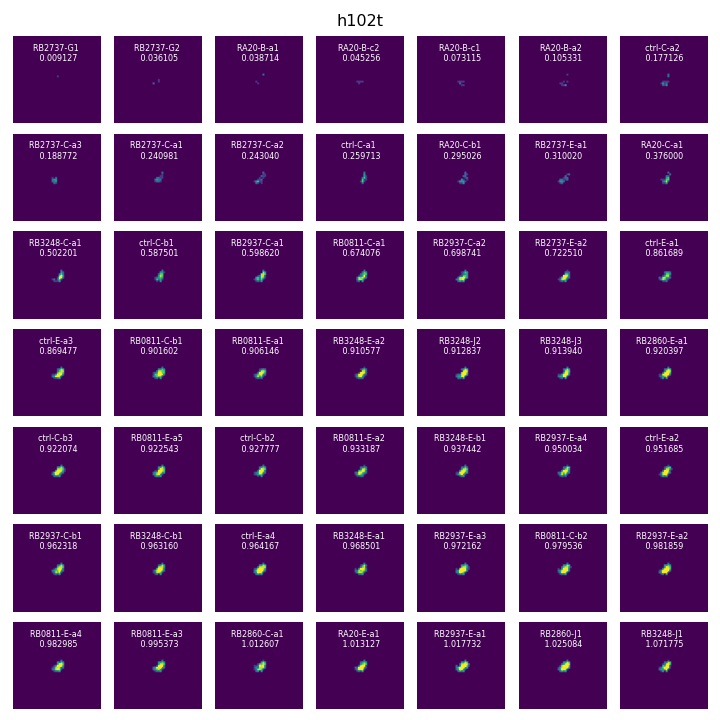 h102t
RB2737-G1
0.009127
RB2737-G2
0.036105
RA20-B-a1
0.038714
RA20-B-c2
0.045256
RA20-B-c1
0.073115
RA20-B-a2
0.105331
ctrl-C-a2
0.177126
RB2737-C-a3
0.188772
RB2737-C-a1
0.240981
RB2737-C-a2
0.243040
ctrl-C-a1
0.259713
RA20-C-b1
0.295026
RB2737-E-a1
0.310020
RA20-C-a1
0.376000
RB3248-C-a1
0.502201
ctrl-C-b1
0.587501
RB2937-C-a1
0.598620
RB0811-C-a1
0.674076
RB2937-C-a2
0.698741
RB2737-E-a2
0.722510
ctrl-E-a1
0.861689
ctrl-E-a3
0.869477
RB0811-C-b1
0.901602
RB0811-E-a1
0.906146
RB3248-E-a2
0.910577
RB3248-J2
0.912837
RB3248-J3
0.913940
RB2860-E-a1
0.920397
ctrl-C-b3
0.922074
RB0811-E-a5
0.922543
ctrl-C-b2
0.927777
RB0811-E-a2
0.933187
RB3248-E-b1
0.937442
RB2937-E-a4
0.950034
ctrl-E-a2
0.951685
RB2937-C-b1
0.962318
RB3248-C-b1
0.963160
ctrl-E-a4
0.964167
RB3248-E-a1
0.968501
RB2937-E-a3
0.972162
RB0811-C-b2
0.979536
RB2937-E-a2
0.981859
RB0811-E-a4
0.982985
RB0811-E-a3
0.995373
RB2860-C-a1
1.012607
RA20-E-a1
1.013127
RB2937-E-a1
1.017732
RB2860-J1
1.025084
RB3248-J1
1.071775